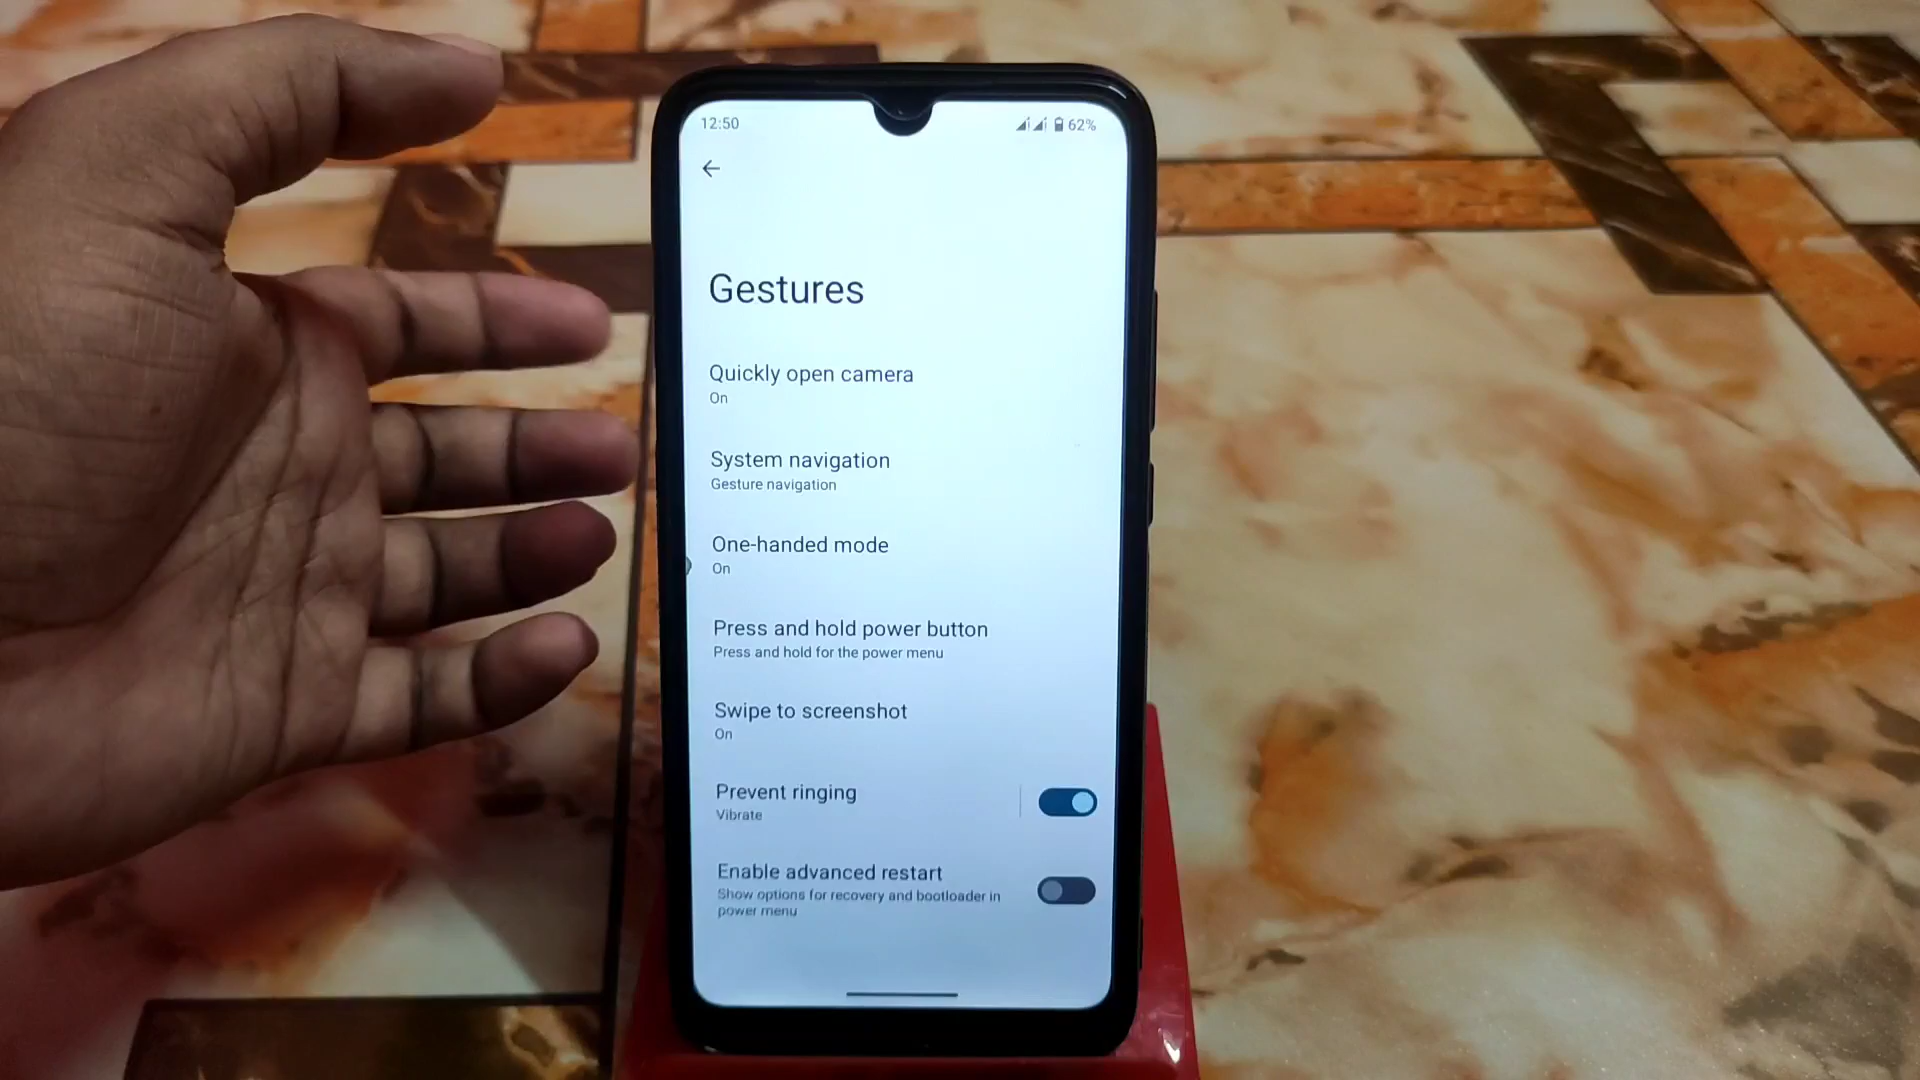 12:50
62%
Gestures
Quickly open camera
On
System navigation
Gesture navigation
One-handed mode
On
Press and hold power button
Press and hold for the power menu
Swipe to screenshot
On
Prevent ringing
Vibrate
Enable advanced restart
Show options for recovery and bootloader in
power menu